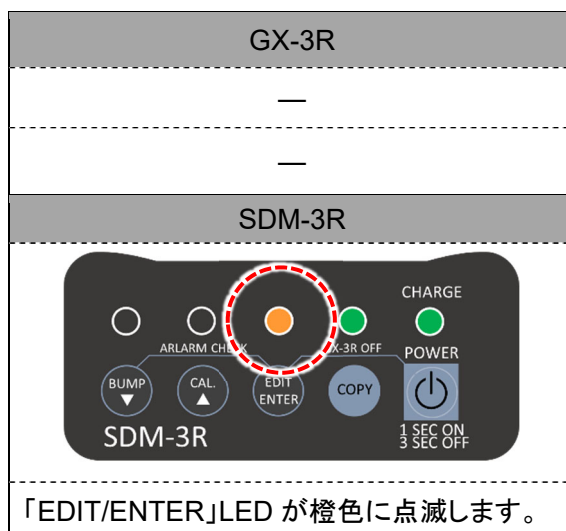 GX-3R
—
—
SDM-3R
CHARGE
ARLARM CHECK X-3R OFF POWER
BUMP CAL. EDIT ENTER COPY
SDM-3R 1 SEC ON
3 SEC OFF
「EDIT/ENTER」LED が橙色に点滅します。